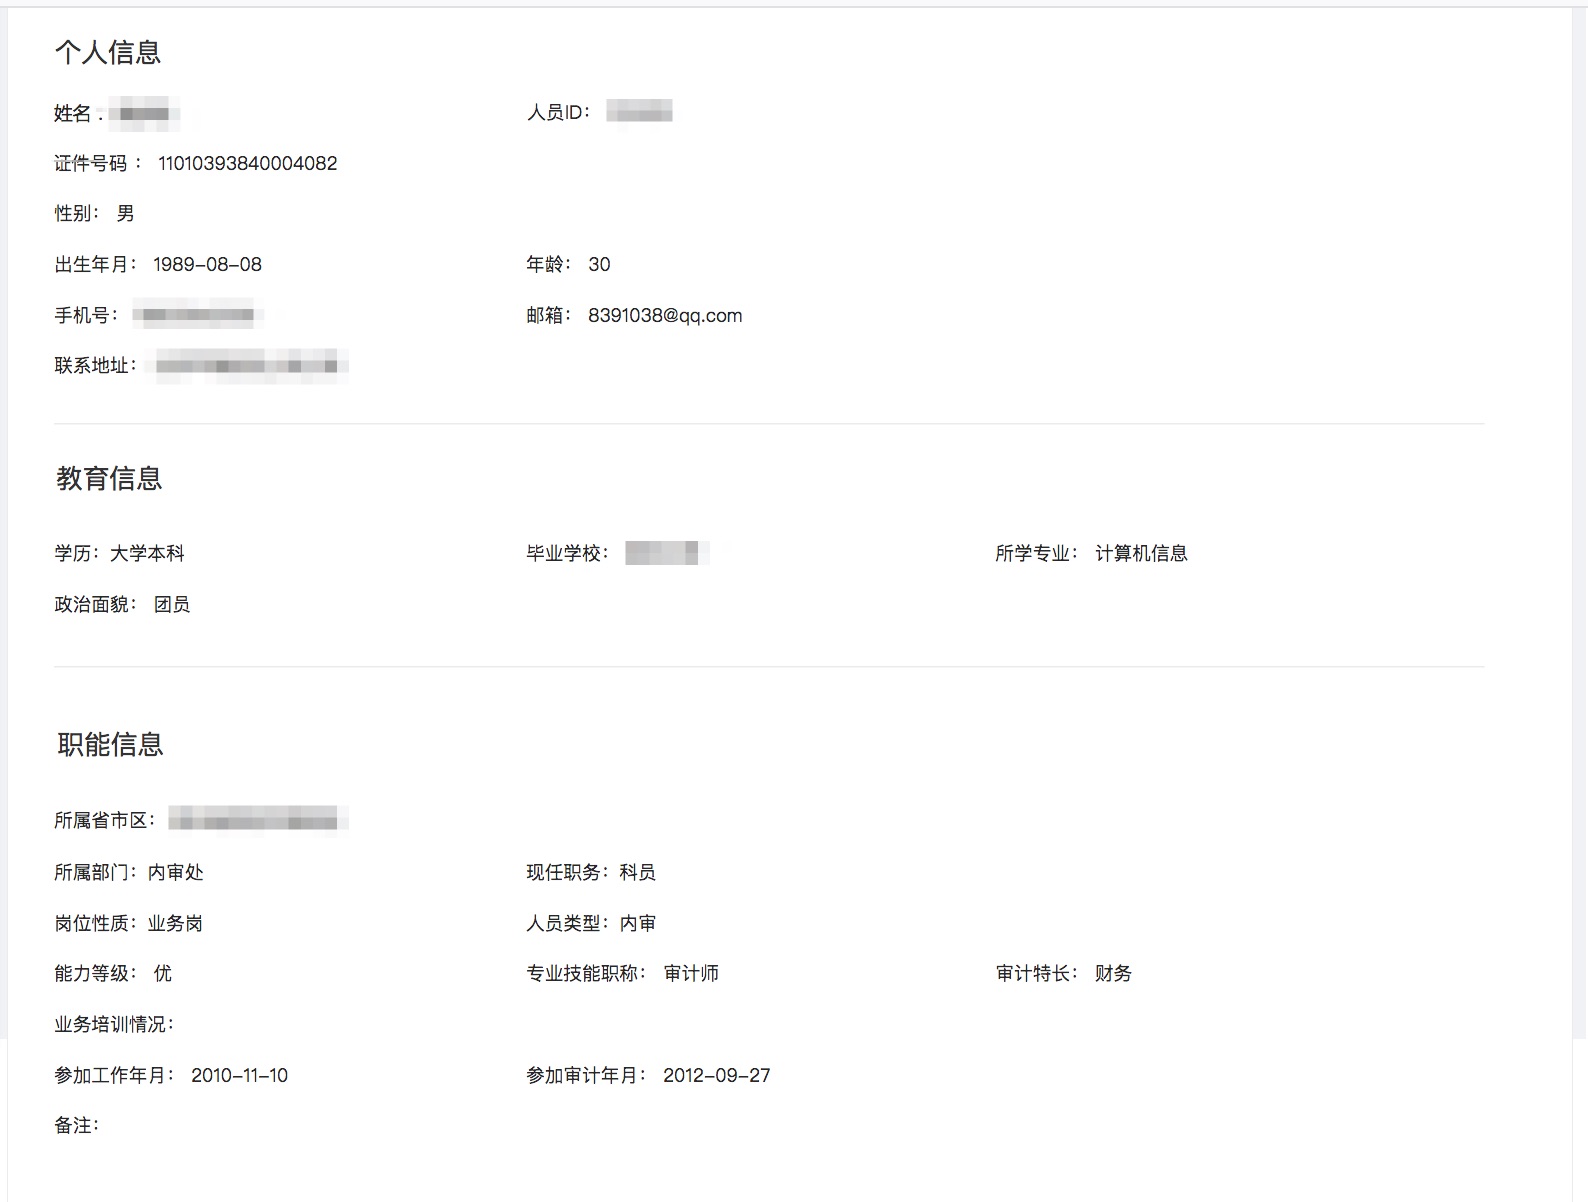 个人信息
姓名： 人员ID：
证件号码： 11010393840004082
性别： 男
出生年月： 1989-08-08 年龄： 30
手机号： 邮箱： 8391038@qq.com
联系地址：
教育信息
学历：大学本科 毕业学校： 所学专业： 计算机信息
政治面貌： 团员
职能信息
所属省市区：
所属部门：内审处 现任职务：科员
岗位性质：业务岗 人员类型：内审
能力等级： 优 专业技能职称： 审计师 审计特长： 财务
业务培训情况：
参加工作年月： 2010-11-10 参加审计年月： 2012-09-27
备注：